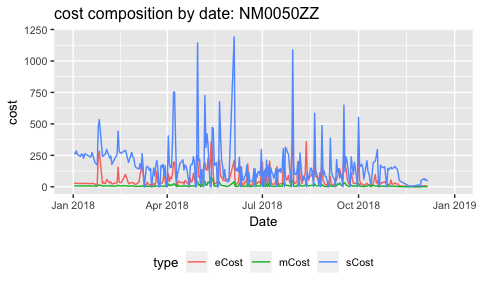 cost composition by date: NM0050ZZ
1250
1000
750
500
250
0
cost
Jan 2018 Apr 2018 Jul 2018 Oct 2018 Jan 2019
Date
type eCost mCost sCost